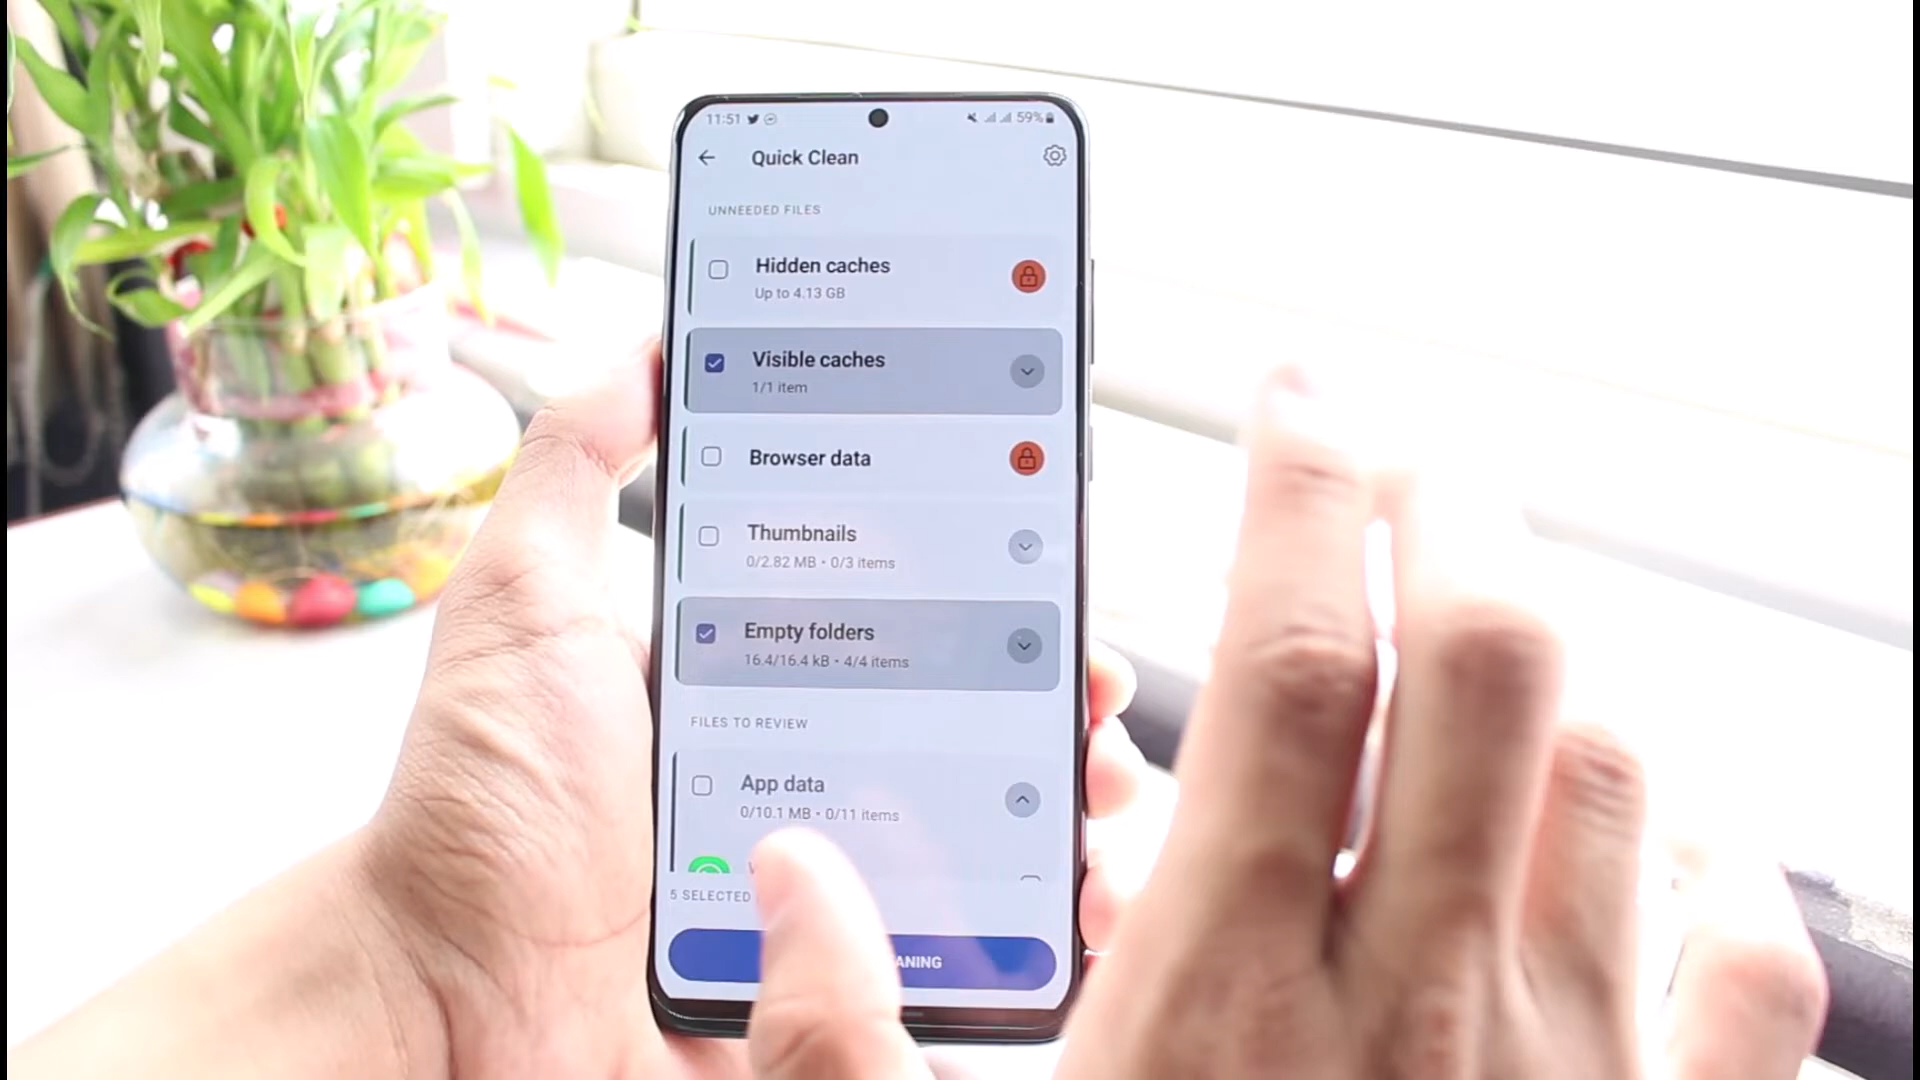 11:51 59%
Quick Clean
UNNEEDED FILES
Hidden caches
Up to 4.13 GB
Visible caches
1/1 item
Browser data
Thumbnails
0/2.82 MB • 0/3 items
Empty folders
16.4/16.4 kB • 4/4 items
FILES TO REVIEW
App data
0/10.1 MB • 0/11 items
5 SELECTED
ANING